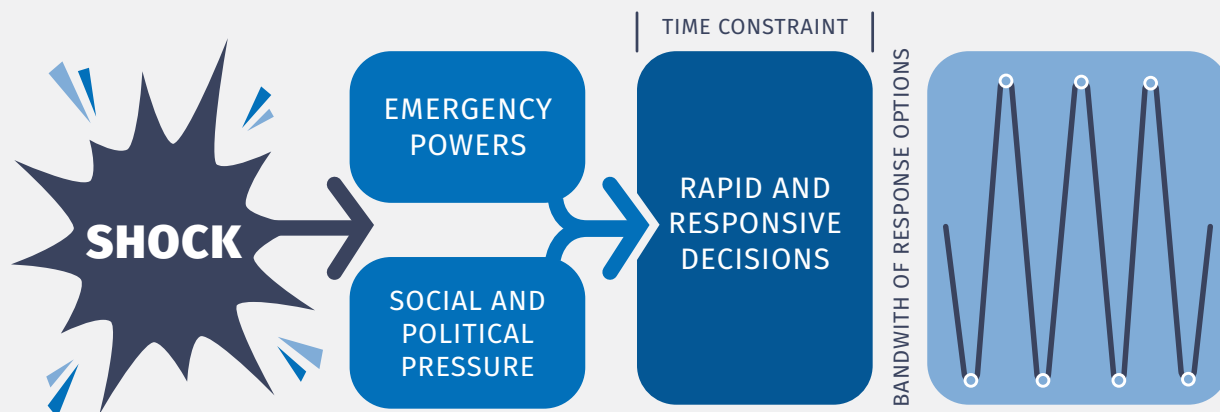 SHOCK
EMERGENCY
POWERS
SOCIAL AND
POLITICAL
PRESSURE
TIME CONSTRAINT
RAPID AND
RESPONSIVE
DECISIONS
BANDWITH OF RESPONSE OPTIONS